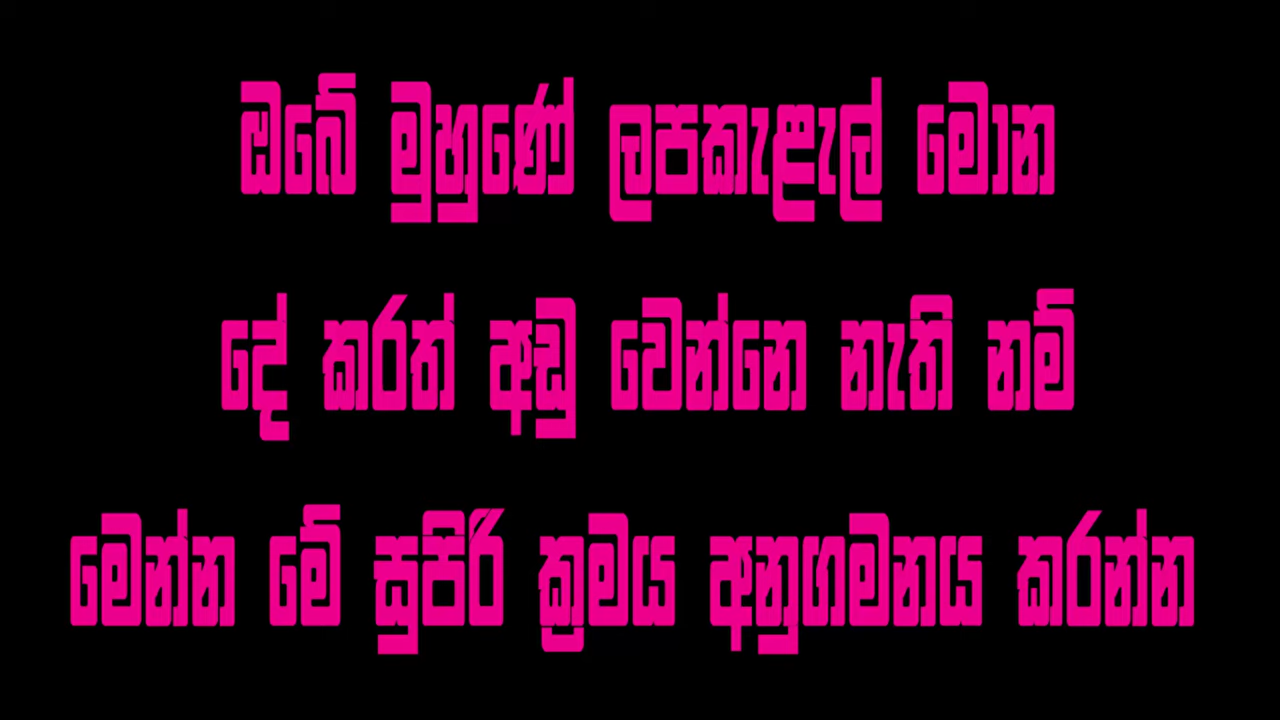 ඔබේ මුහුණේ ලපකැළැල් මොන
දේ කරත් අඩු වෙන්නෙ නැති නම්
මෙන්න මේ සුපිරි ක්‍රමය අනුගමනය කරන්න